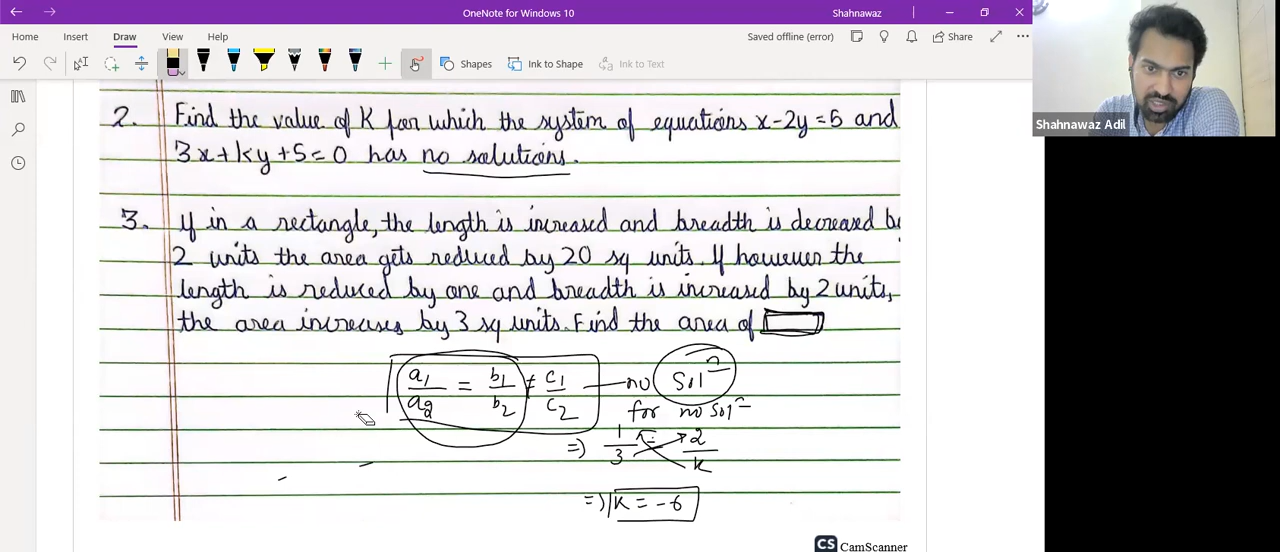 OneNote for Windows 10
Shahnawaz
Home Insert Draw View Help
Saved offline (error)
Share
Shapes
Ink to Shape
Ink to Text
Shahnawaz Adil
2. Find the value of K for which the system of equations x-2y=5 and
3x+ky+5=0 has no solutions.
3. If in a rectangle, the length is increased and breadth is decreased by
2 units the area gets reduced by 20 sq units. If however the
length is reduced by one and breadth is increased by 2 units,
the area increases by 3 sq units. Find the area of
a1/a2 = b1/b2 ≠ c1/c2 — no Solⁿ
for no Solⁿ
=) 1/3 = -2/k
=) K = -6
CS CamScanner